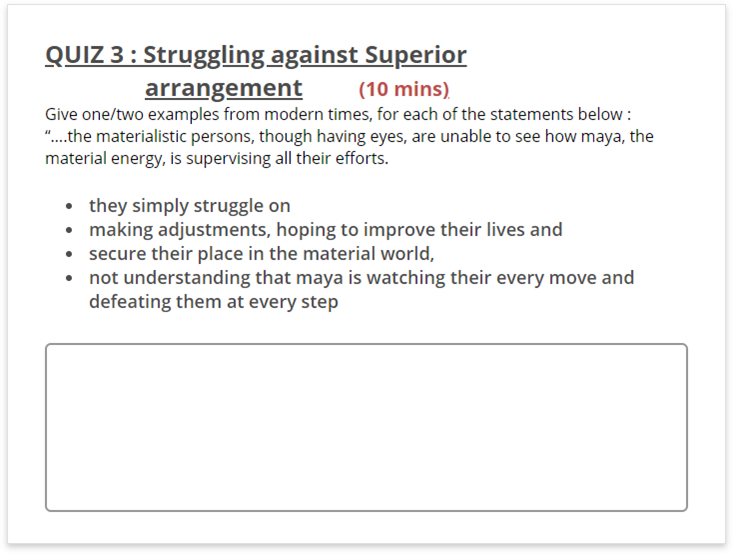 QUIZ 3 : Struggling against Superior
arrangement (10 mins)
Give one/two examples from modern times, for each of the statements below :
“....the materialistic persons, though having eyes, are unable to see how maya, the
material energy, is supervising all their efforts.
• they simply struggle on
• making adjustments, hoping to improve their lives and
• secure their place in the material world,
• not understanding that maya is watching their every move and
defeating them at every step